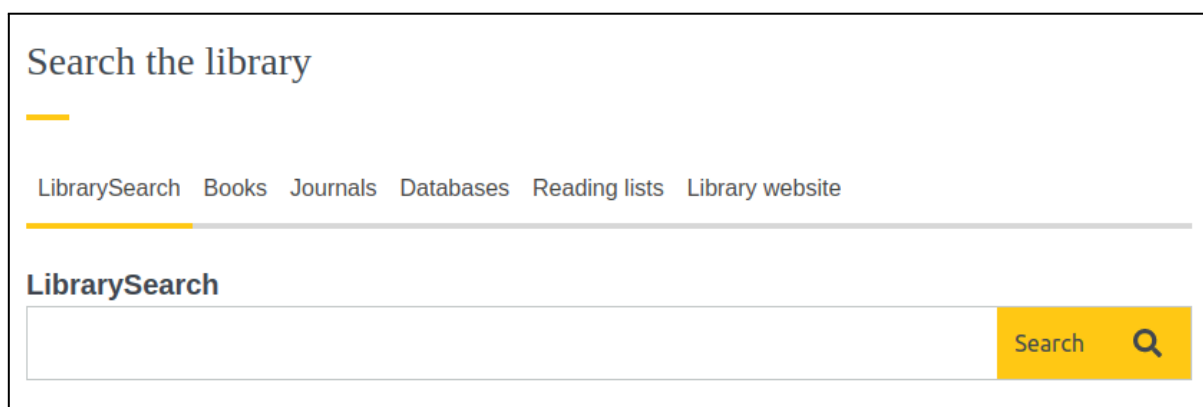 Search the library
LibrarySearch Books Journals Databases Reading lists Library website
LibrarySearch
Search